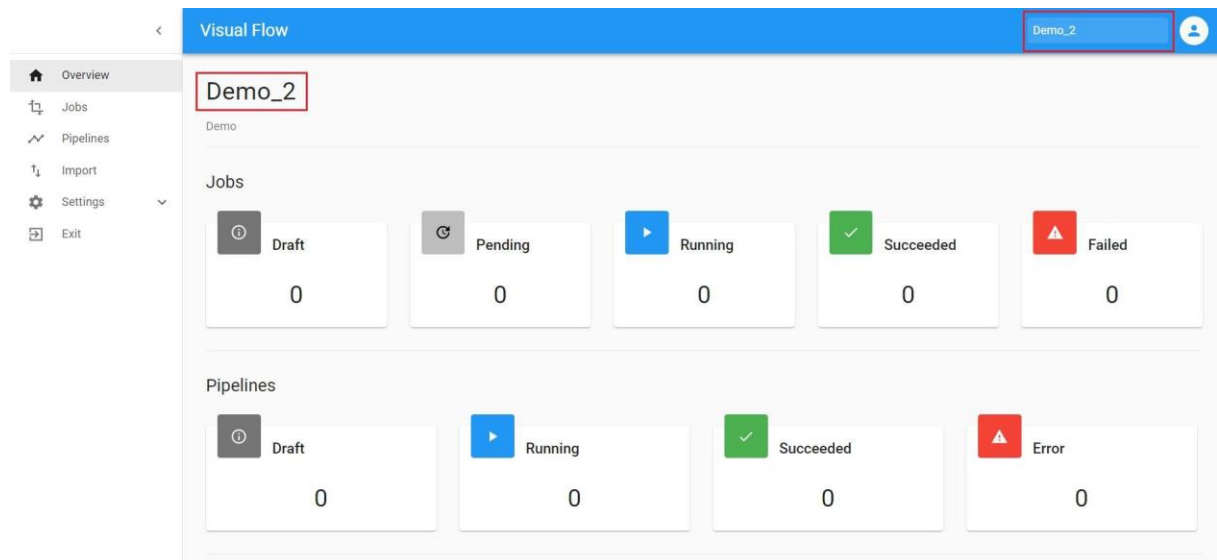 Visual Flow
Demo_2
Overview
Jobs
Pipelines
Import
Settings
Exit
Demo_2
Demo
Jobs
Draft
0
Pending
0
Running
0
Succeeded
0
Failed
0
Pipelines
Draft
0
Running
0
Succeeded
0
Error
0